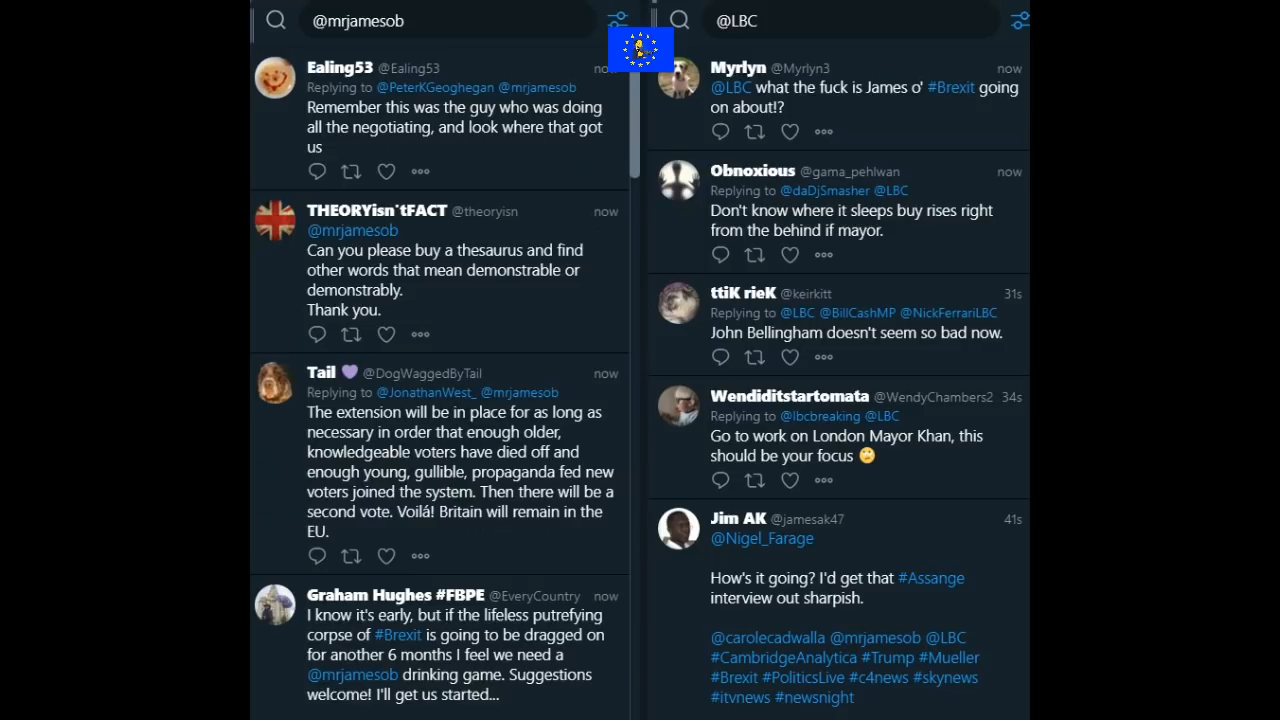 @mrjamesob
Ealing53 @Ealing53 now
Replying to @PeterKGeoghegan @mrjamesob
Remember this was the guy who was doing
all the negotiating, and look where that got
us
THEORYisn`tFACT @theoryisn now
@mrjamesob
Can you please buy a thesaurus and find
other words that mean demonstrable or
demonstrably.
Thank you.
Tail 💜 @DogWaggedByTail now
Replying to @JonathanWest_ @mrjamesob
The extension will be in place for as long as
necessary in order that enough older,
knowledgeable voters have died off and
enough young, gullible, propaganda fed new
voters joined the system. Then there will be a
second vote. Voilá! Britain will remain in the
EU.
Graham Hughes #FBPE @EveryCountry now
I know it's early, but if the lifeless putrefying
corpse of #Brexit is going to be dragged on
for another 6 months I feel we need a
@mrjamesob drinking game. Suggestions
welcome! I'll get us started...
@LBC
Myrlyn @Myrlyn3 now
@LBC what the fuck is James o' #Brexit going
on about!?
Obnoxious @gama_pehlwan now
Replying to @daDjSmasher @LBC
Don't know where it sleeps buy rises right
from the behind if mayor.
ttiK rieK @keirkitt 31s
Replying to @LBC @BillCashMP @NickFerrariLBC
John Bellingham doesn't seem so bad now.
Wendiditstartomata @WendyChambers2 34s
Replying to @lbcbreaking @LBC
Go to work on London Mayor Khan, this
should be your focus 🙄
Jim AK @jamesak47 41s
@Nigel_Farage
How's it going? I'd get that #Assange
interview out sharpish.
@carolecadwalla @mrjamesob @LBC
#CambridgeAnalytica #Trump #Mueller
#Brexit #PoliticsLive #c4news #skynews
#itvnews #newsnight